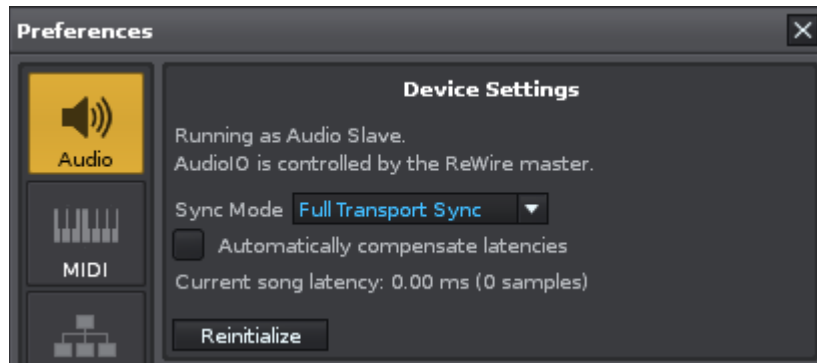 Preferences
Audio
MIDI
Device Settings
Running as Audio Slave.
AudioIO is controlled by the ReWire master.
Sync Mode Full Transport Sync
Automatically compensate latencies
Current song latency: 0.00 ms (0 samples)
Reinitialize